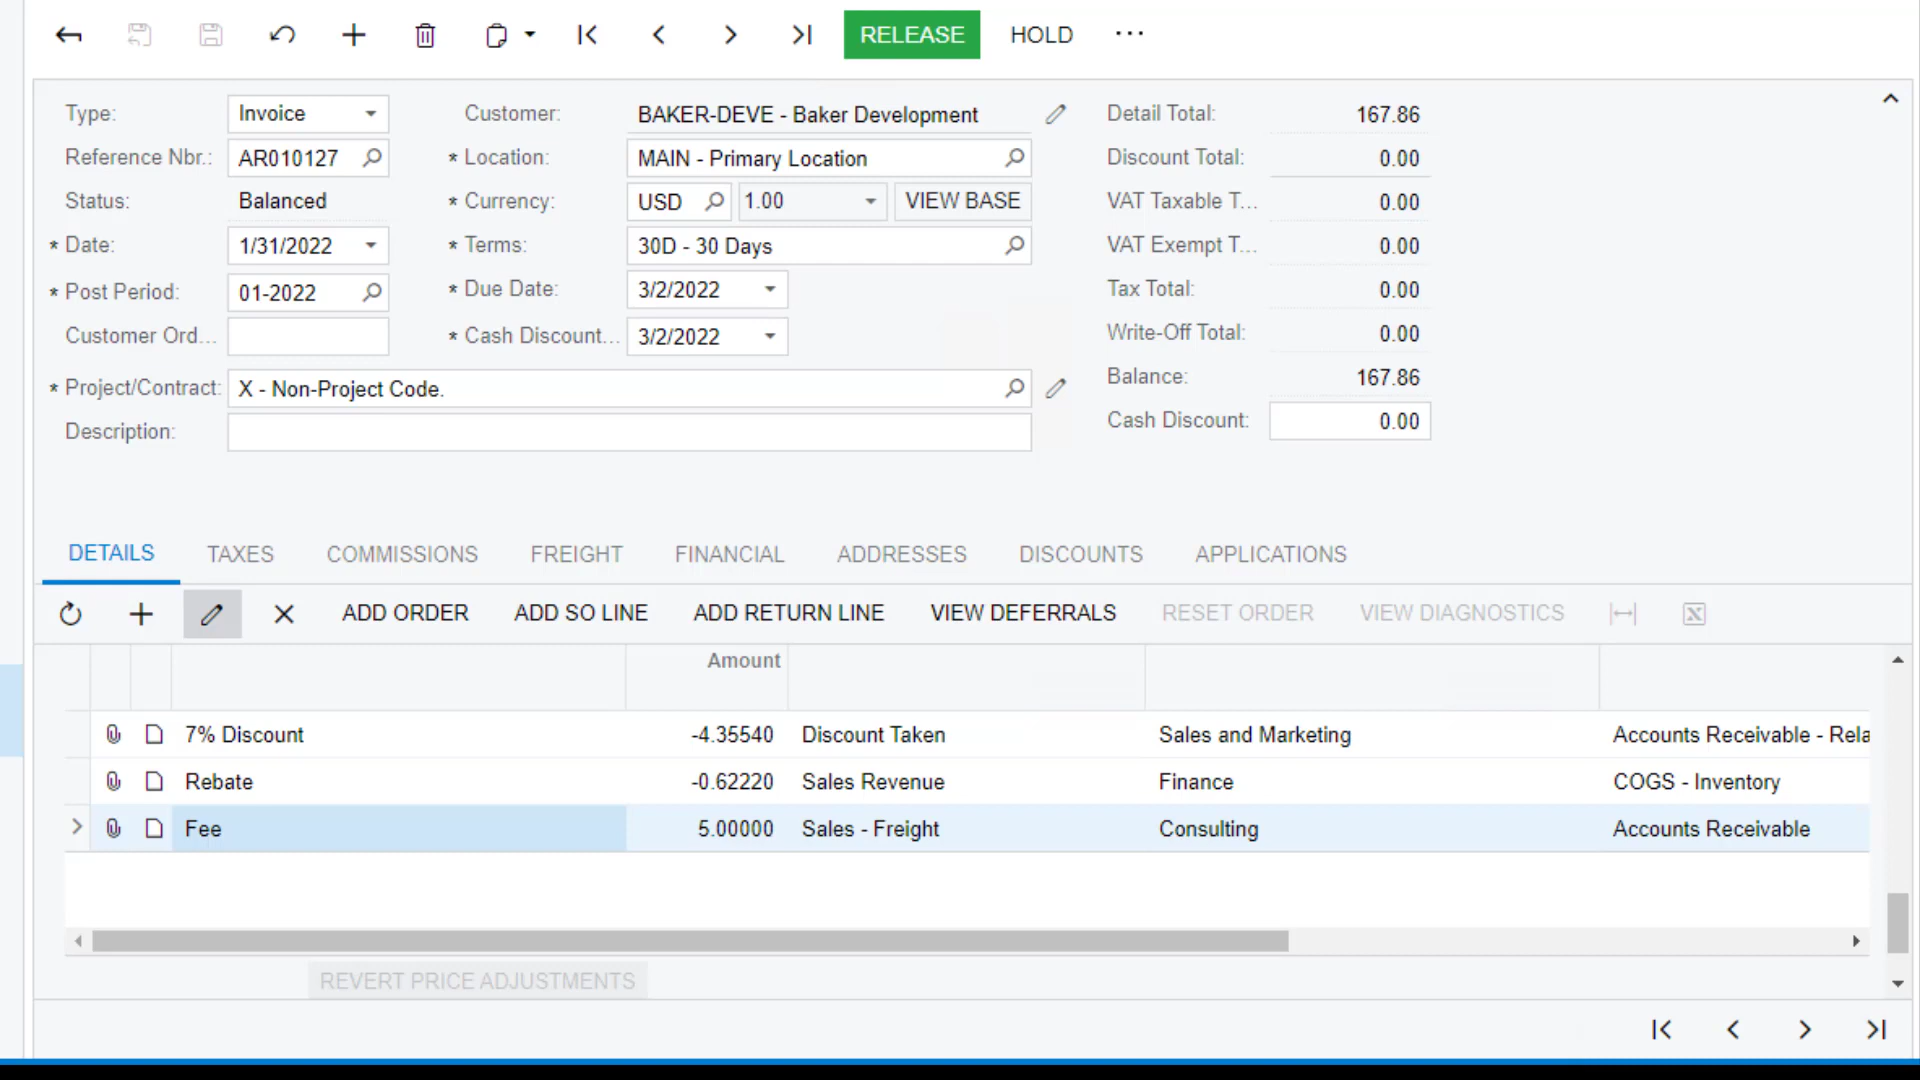 RELEASE HOLD ...
Type: Invoice Customer: BAKER-DEVE - Baker Development Detail Total: 167.86
Reference Nbr.: AR010127 * Location: MAIN - Primary Location Discount Total: 0.00
Status: Balanced * Currency: USD 1.00 VIEW BASE VAT Taxable T... 0.00
* Date: 1/31/2022 * Terms: 30D - 30 Days VAT Exempt T... 0.00
* Post Period: 01-2022 * Due Date: 3/2/2022 Tax Total: 0.00
Customer Ord... * Cash Discount... 3/2/2022 Write-Off Total: 0.00
* Project/Contract: X - Non-Project Code. Balance: 167.86
Description: Cash Discount: 0.00
DETAILS TAXES COMMISSIONS FREIGHT FINANCIAL ADDRESSES DISCOUNTS APPLICATIONS
ADD ORDER ADD SO LINE ADD RETURN LINE VIEW DEFERRALS RESET ORDER VIEW DIAGNOSTICS
Amount
7% Discount -4.35540 Discount Taken Sales and Marketing Accounts Receivable - Rela
Rebate -0.62220 Sales Revenue Finance COGS - Inventory
Fee 5.00000 Sales - Freight Consulting Accounts Receivable
REVERT PRICE ADJUSTMENTS